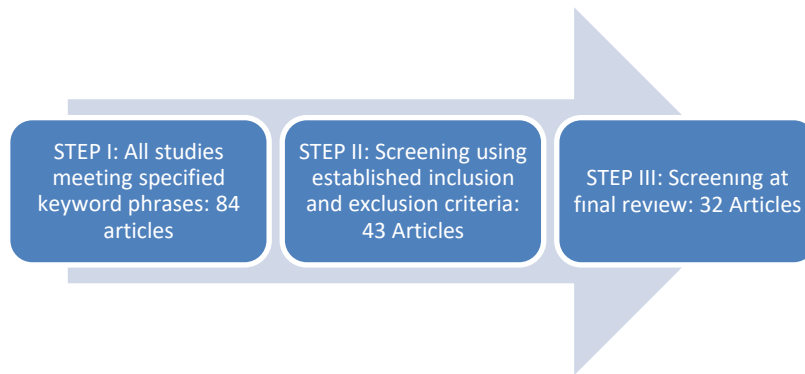 STEP I: All studies
meeting specified
keyword phrases: 84
articles
STEP II: Screening using
established inclusion
and exclusion criteria:
43 Articles
STEP III: Screening at
final review: 32 Articles